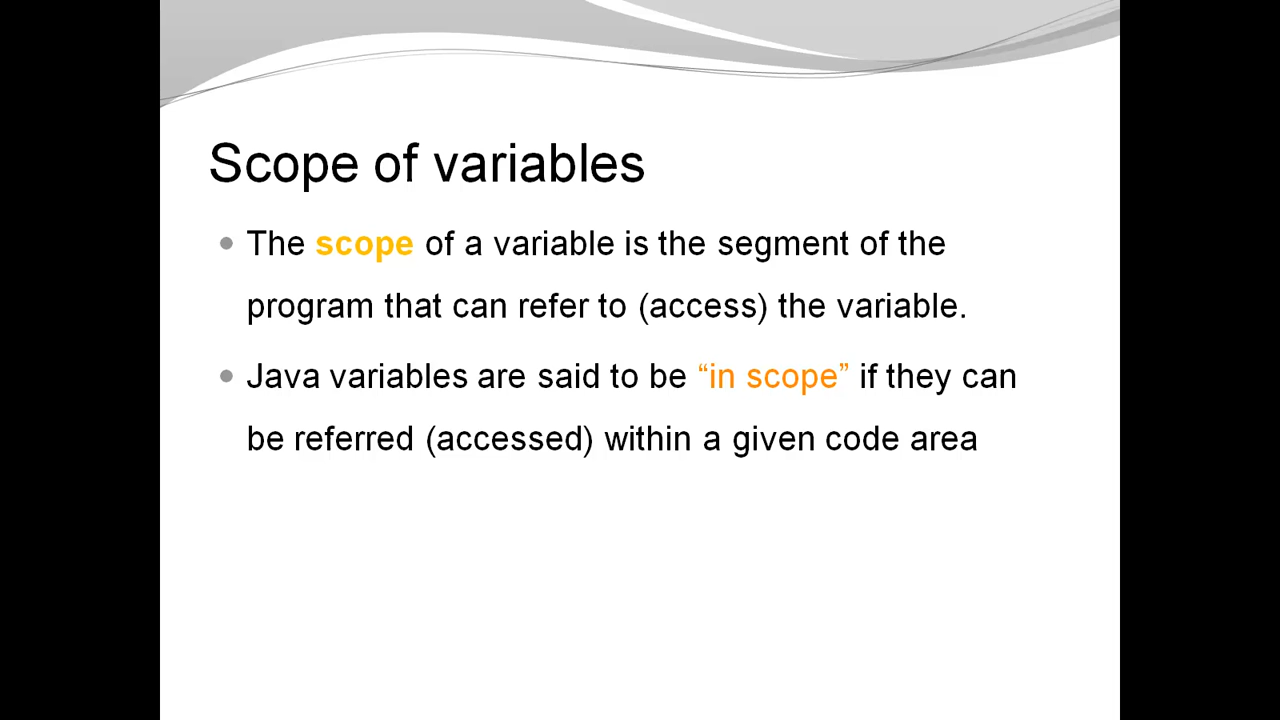 Scope of variables
The scope of a variable is the segment of the
program that can refer to (access) the variable.
Java variables are said to be “in scope” if they can
be referred (accessed) within a given code area